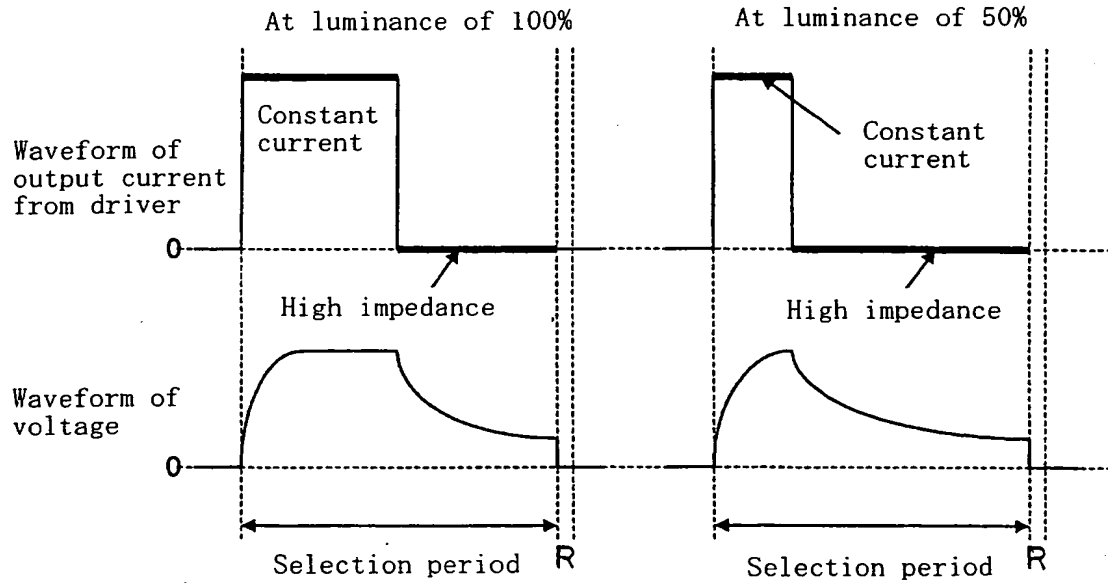 At luminance of 100%
At luminance of 50%
Constant
current
Constant
current
Waveform of
output current
from driver
0
High impedance
High impedance
Waveform of
voltage
0
Selection period
R
Selection period
R